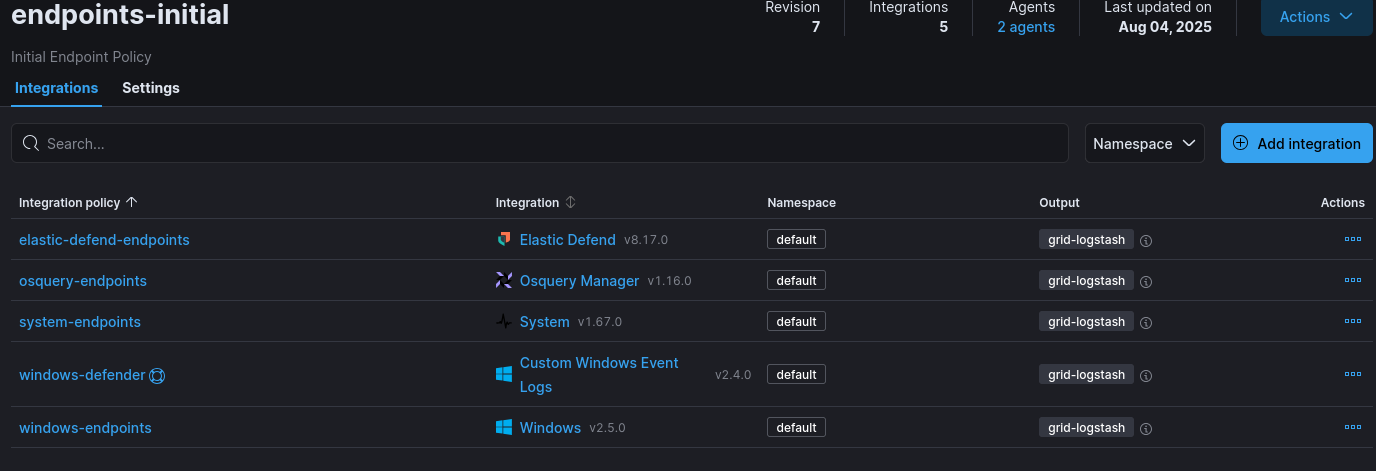 endpoints-initial
Revision
7
Integrations
5
Agents
2 agents
Last updated on
Aug 04, 2025
Actions
Initial Endpoint Policy
Integrations Settings
Search... Namespace Add integration
Integration policy Integration Namespace Output Actions
elastic-defend-endpoints Elastic Defend v8.17.0 default grid-logstash
osquery-endpoints Osquery Manager v1.16.0 default grid-logstash
system-endpoints System v1.67.0 default grid-logstash
windows-defender Custom Windows Event
Logs v2.4.0 default grid-logstash
windows-endpoints Windows v2.5.0 default grid-logstash